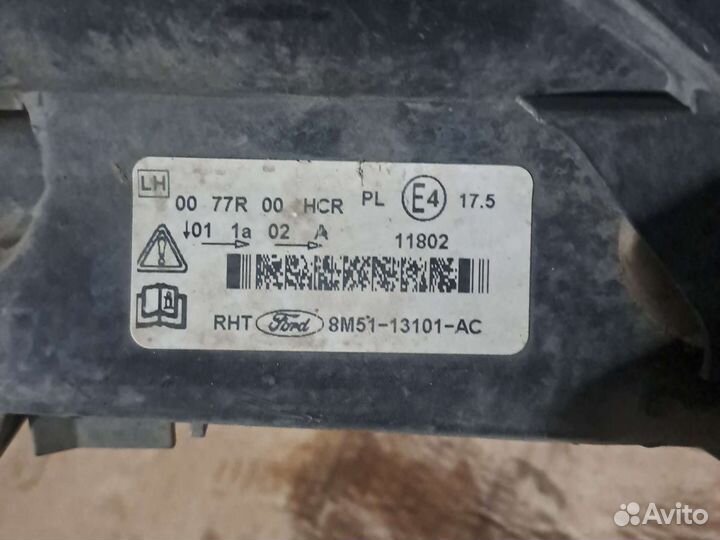 LH
00 77R 00 HCR PL E4 17.5
↓01 1a 02 A
11802
RHT Ford 8M51-13101-AC
Avito